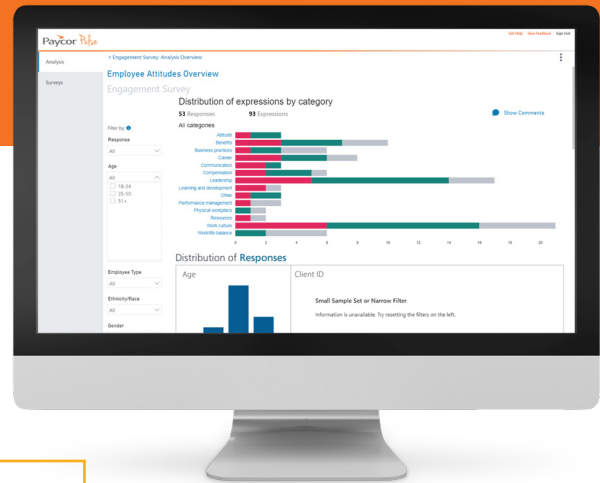 Get Help Give Feedback Sign Out
Paycor Pulse
Analysis
Surveys
< Engagement Survey: Analysis Overview
Employee Attitudes Overview
Engagement Survey
Distribution of expressions by category
53 Responses 93 Expressions
Show Comments
All categories
Filter by:
Response
All
Age
All
18-34
35-50
51+
Employee Type
All
Ethnicity/Race
All
Gender
Attitude
Benefits
Business practices
Career
Communication
Compensation
Leadership
Learning and development
Other
Performance management
Physical workplace
Resources
Work culture
Work/life balance
0 2 4 6 8 10 12 14 16 18 20
Distribution of Responses
Age
Client ID
Small Sample Set or Narrow Filter
Information is unavailable. Try resetting the filters on the left.